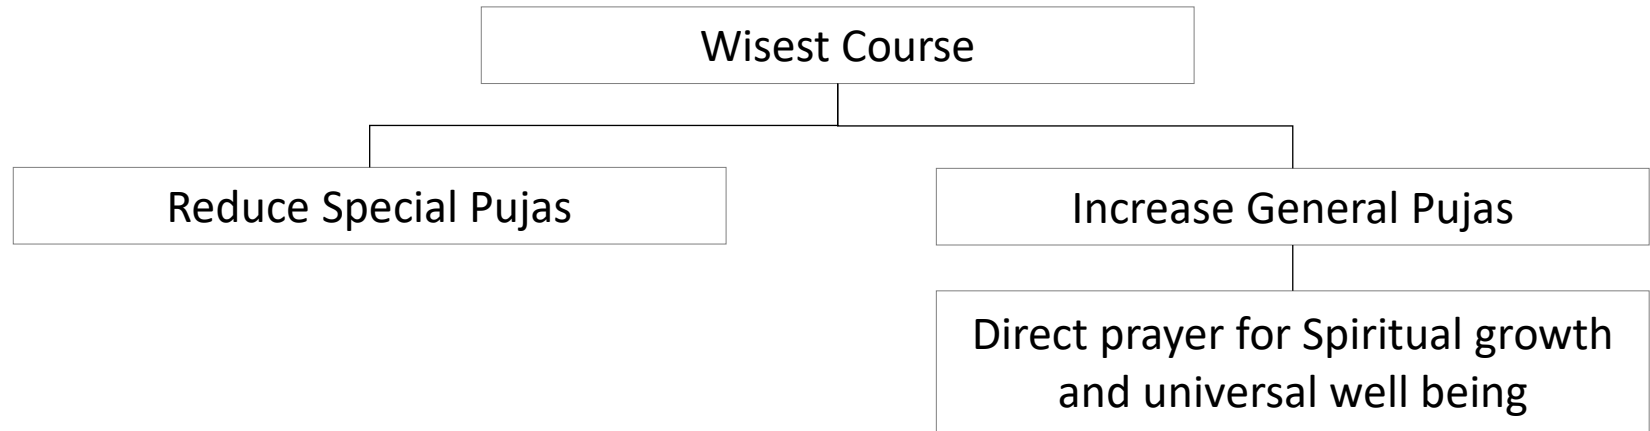 Wisest Course
Reduce Special Pujas
Increase General Pujas
Direct prayer for Spiritual growth
and universal well being